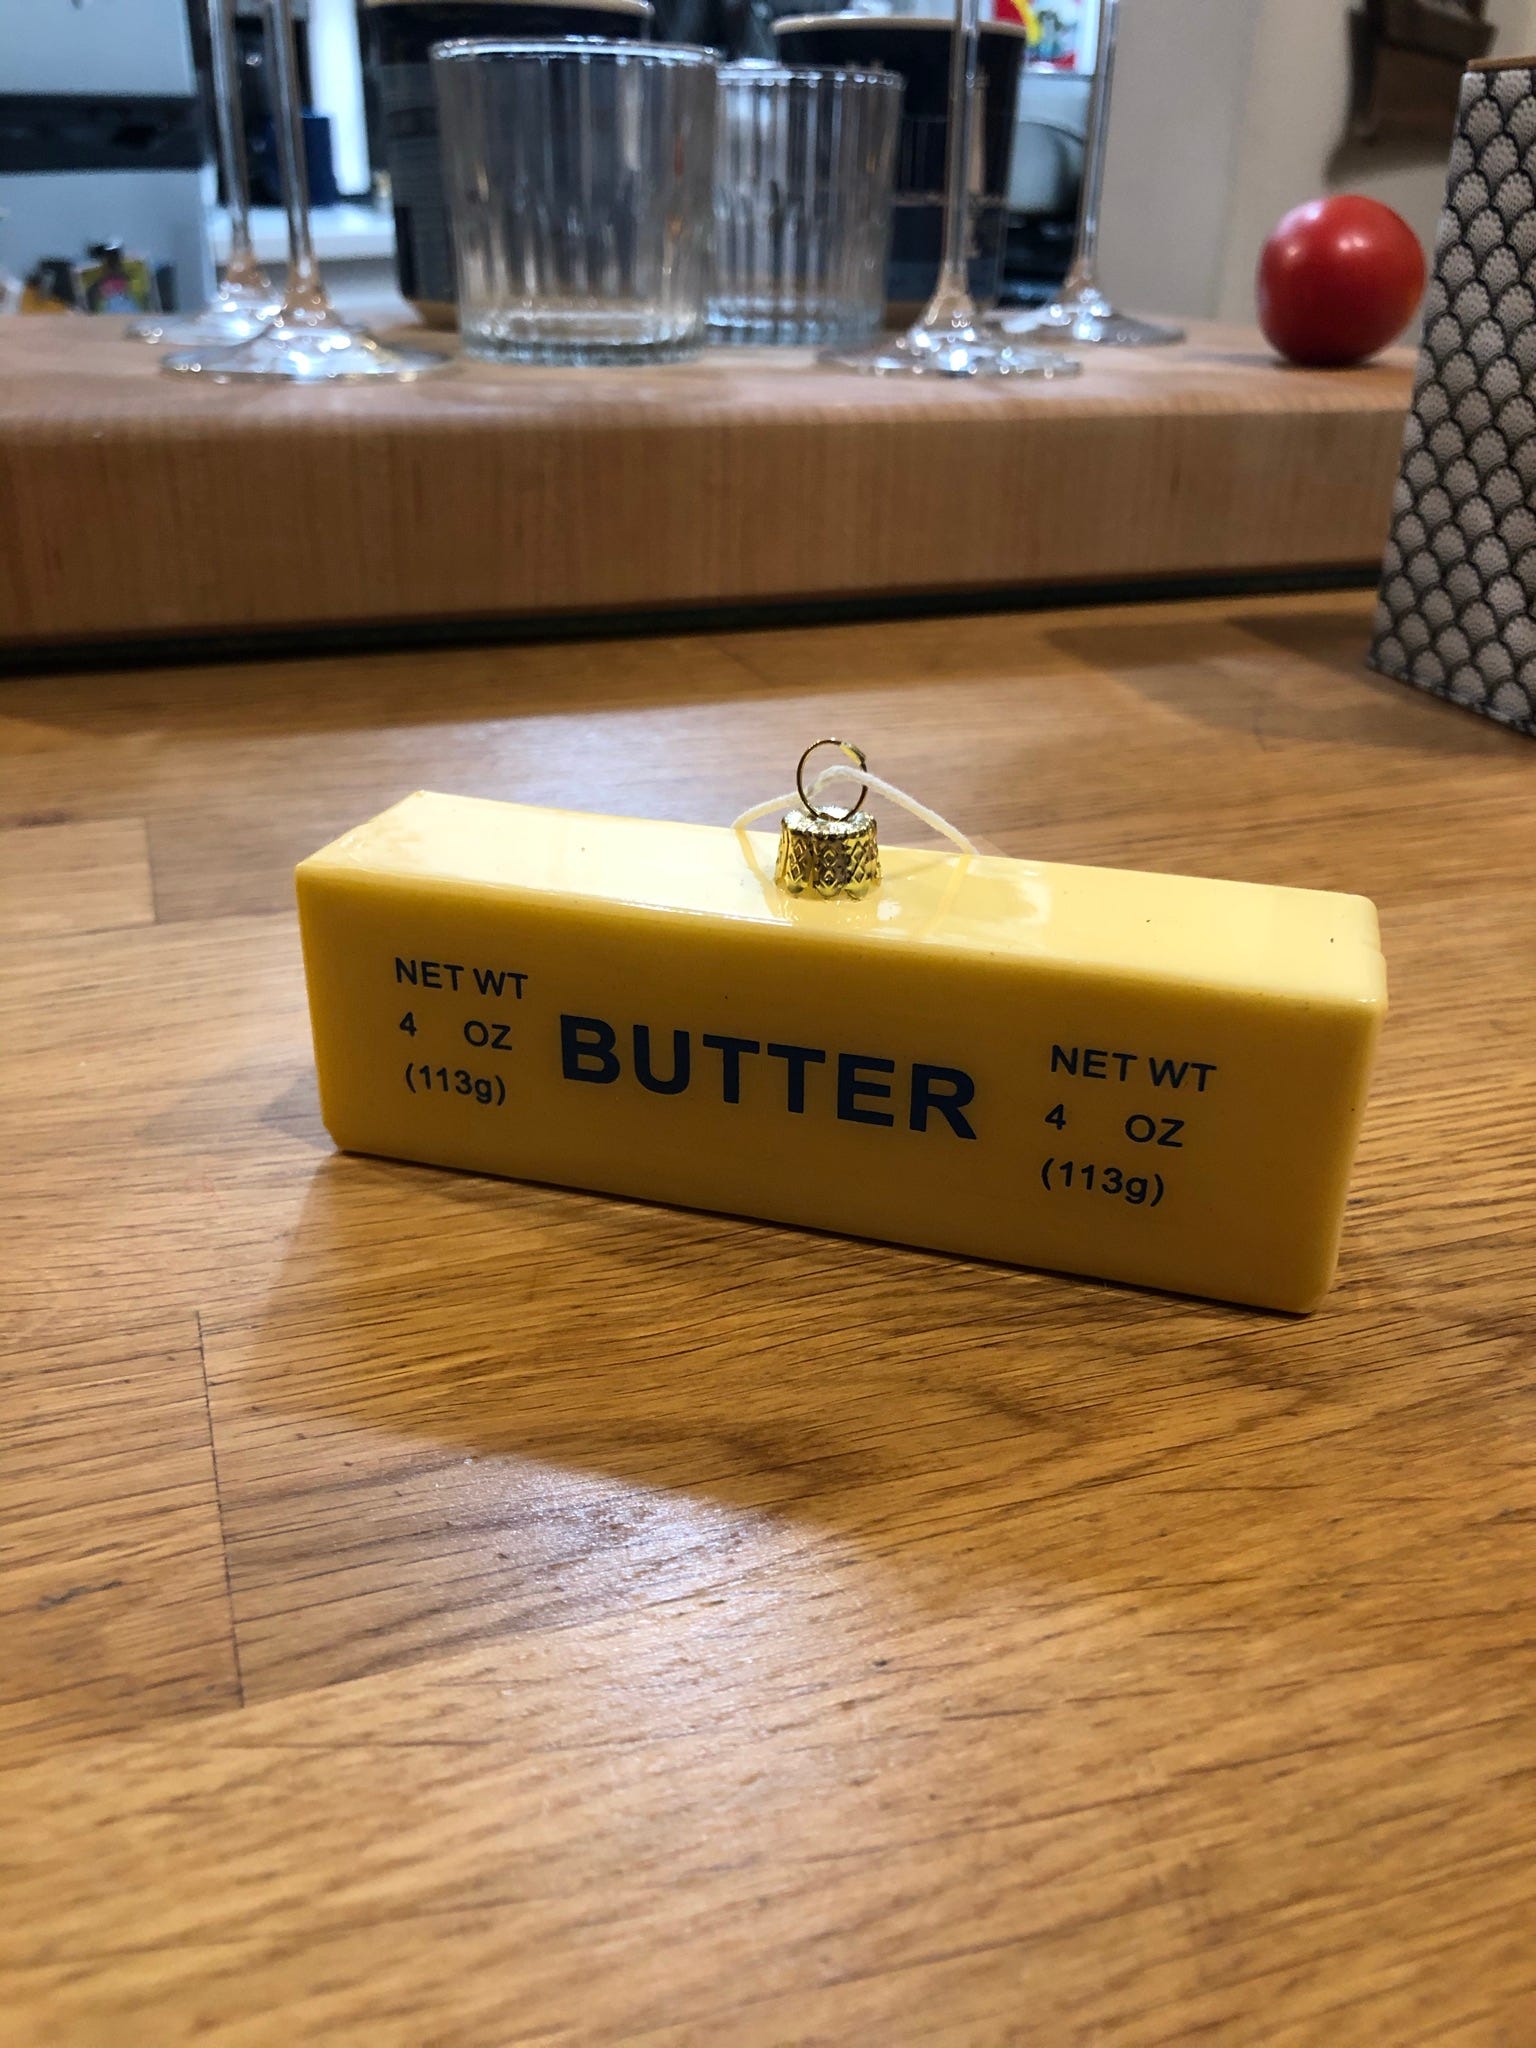 NET WT
4 OZ
(113g)
BUTTER
NET WT
4 OZ
(113g)